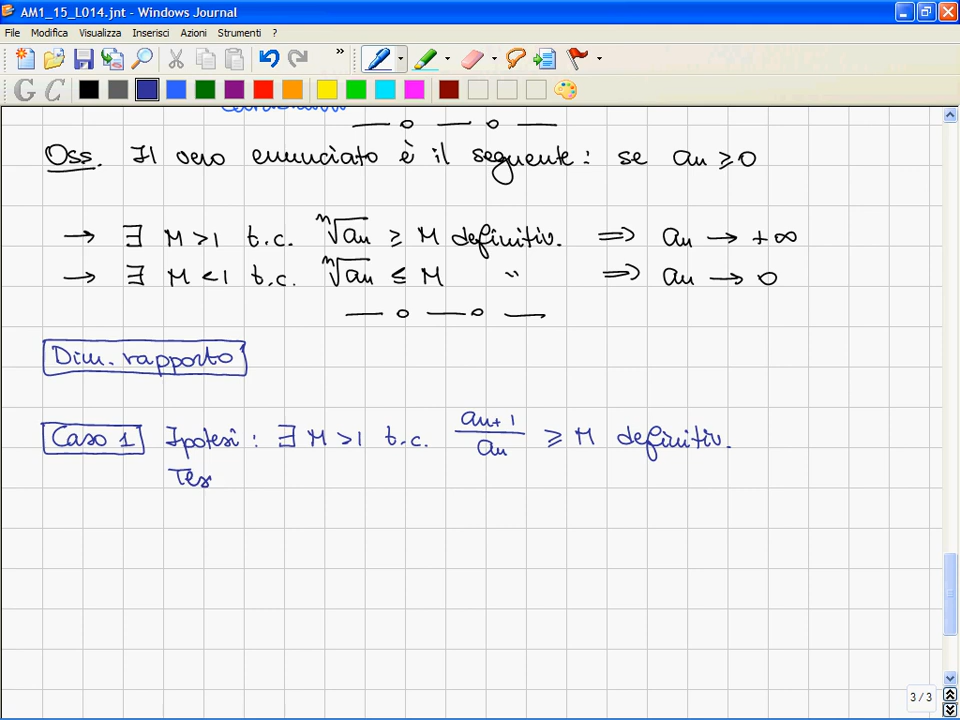 AM1_15_L014.jnt - Windows Journal
File Modifica Visualizza Inserisci Azioni Strumenti ?
Oss. Il vero enunciato è il seguente: se an ≥ 0
→ ∃ M > 1 t.c. ⁿ√an ≥ M definitiv. ⇒ an → +∞
→ ∃ M < 1 t.c. ⁿ√an ≤ M " ⇒ an → 0
Dim. rapporto
Caso 1 Ipotesi: ∃ M > 1 t.c. an+1/an ≥ M definitiv.
Tes
3 / 3